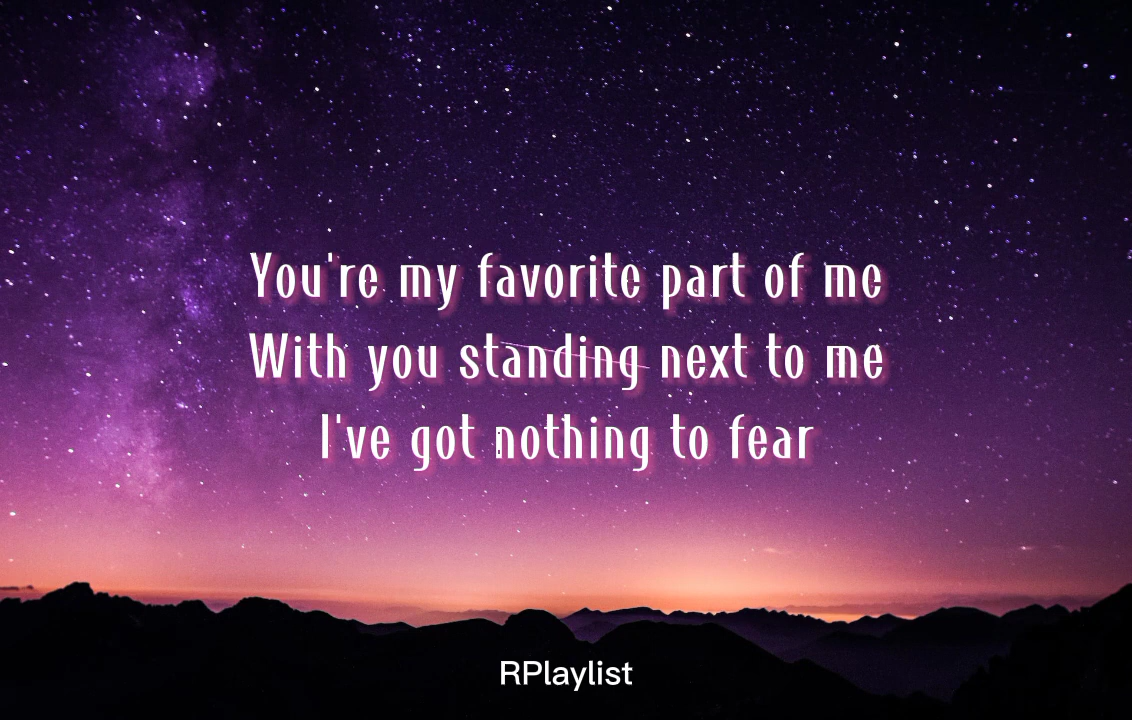 You're my favorite part of me
With you standing next to me
I've got nothing to fear
RPlaylist